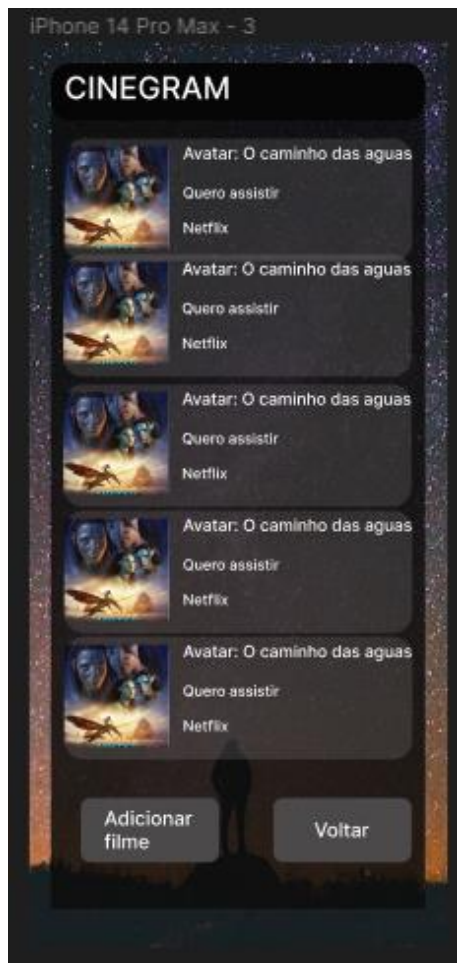 iPhone 14 Pro Max - 3
CINEGRAM
Avatar: O caminho das aguas
Quero assistir
Netflix
Avatar: O caminho das aguas
Quero assistir
Netflix
Avatar: O caminho das aguas
Quero assistir
Netflix
Avatar: O caminho das aguas
Quero assistir
Netflix
Avatar: O caminho das aguas
Quero assistir
Netflix
Adicionar
filme
Voltar